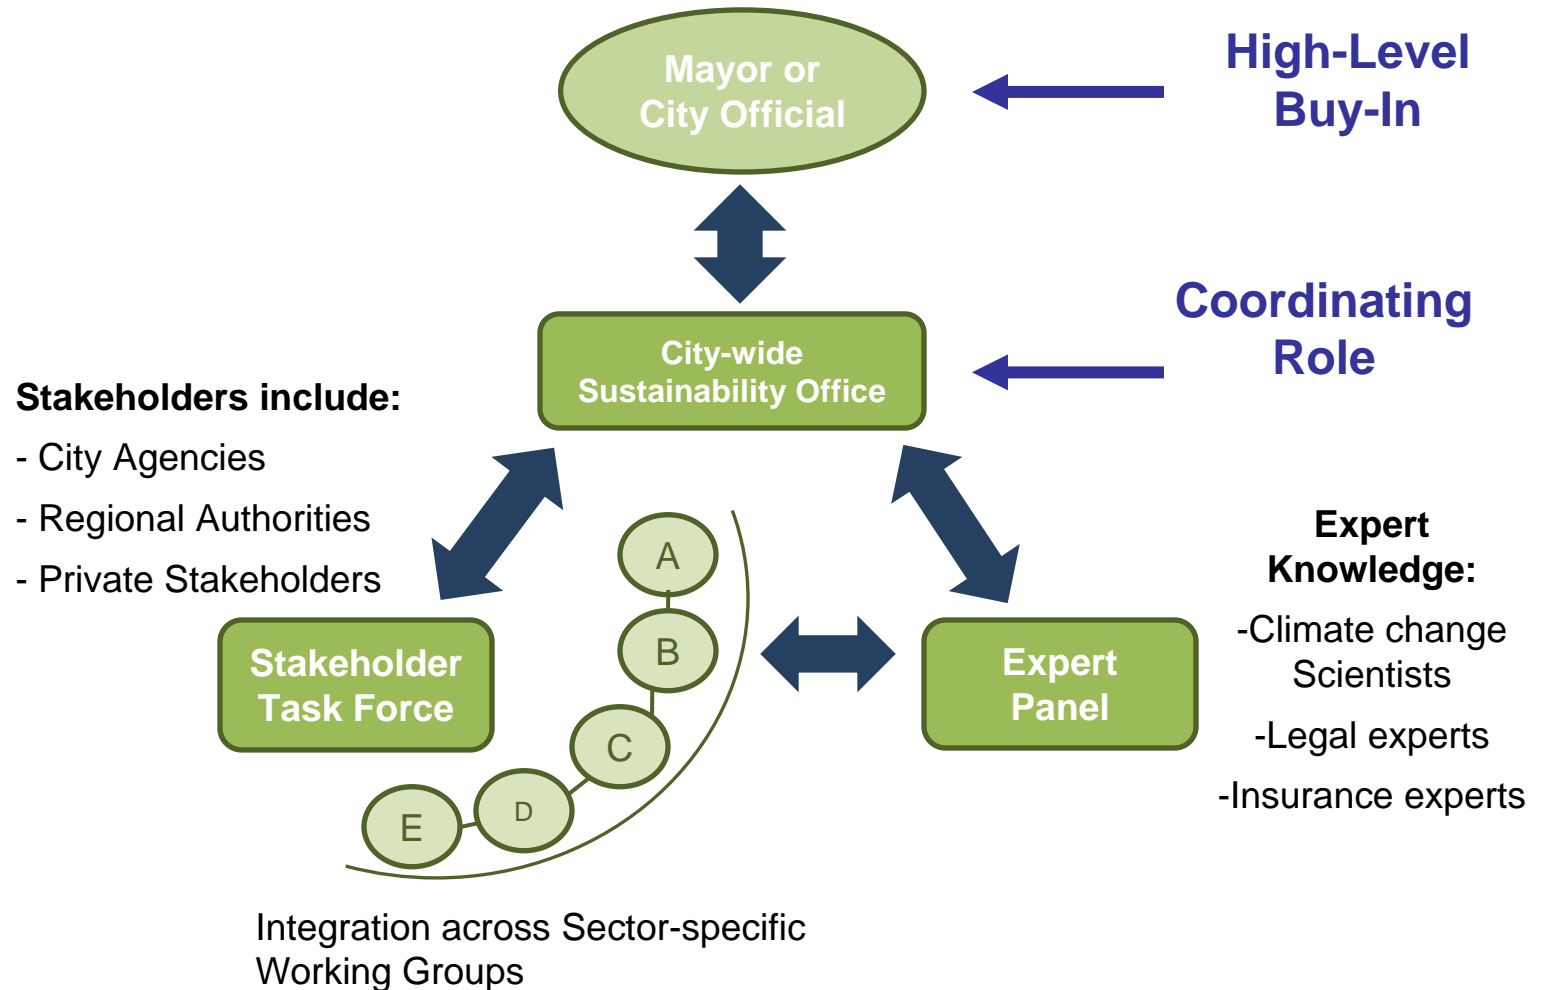 Mayor or
City Official
High-Level
Buy-In
City-wide
Sustainability Office
Coordinating
Role
Stakeholders include:
- City Agencies
- Regional Authorities
- Private Stakeholders
Stakeholder
Task Force
A
B
C
D
E
Expert
Panel
Expert
Knowledge:
-Climate change
Scientists
-Legal experts
-Insurance experts
Integration across Sector-specific
Working Groups